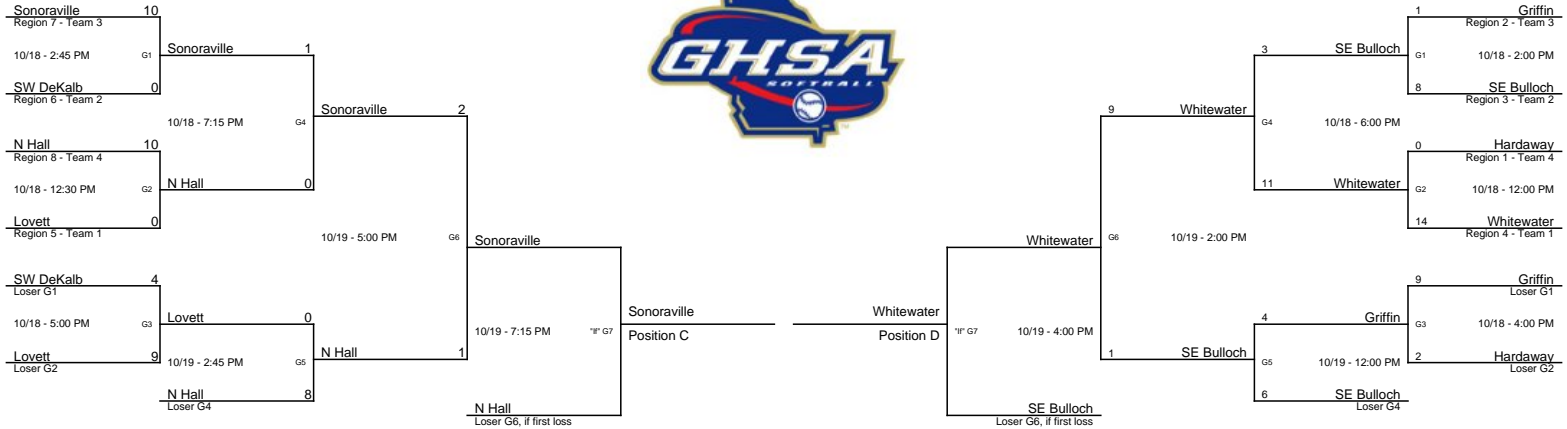 Sonoraville 10
Region 7 - Team 3
10/18 - 2:45 PM G1
SW DeKalb 0
Region 6 - Team 2
Sonoraville 1
10/18 - 7:15 PM G4
N Hall 10
Region 8 - Team 4
10/18 - 12:30 PM G2
Lovett 0
Region 5 - Team 1
N Hall 0
Sonoraville 2
10/19 - 5:00 PM G6
SW DeKalb 4
Loser G1
10/18 - 5:00 PM G3
Lovett 9
Loser G2
Lovett 0
10/19 - 2:45 PM G5
N Hall 8
Loser G4
N Hall 1
Sonoraville
10/19 - 7:15 PM "If" G7
N Hall
Loser G6, if first loss
Sonoraville
Position C
GHSA
SOFTBALL
™
Whitewater
Position D
Whitewater
"If" G7 10/19 - 4:00 PM
SE Bulloch
Loser G6, if first loss
9 Whitewater
G6 10/19 - 2:00 PM
1 SE Bulloch
3 SE Bulloch
G4 10/18 - 6:00 PM
11 Whitewater
1 Griffin
Region 2 - Team 3
G1 10/18 - 2:00 PM
8 SE Bulloch
Region 3 - Team 2
0 Hardaway
Region 1 - Team 4
G2 10/18 - 12:00 PM
14 Whitewater
Region 4 - Team 1
4 Griffin
G5 10/19 - 12:00 PM
6 SE Bulloch
Loser G4
9 Griffin
Loser G1
G3 10/18 - 4:00 PM
2 Hardaway
Loser G2